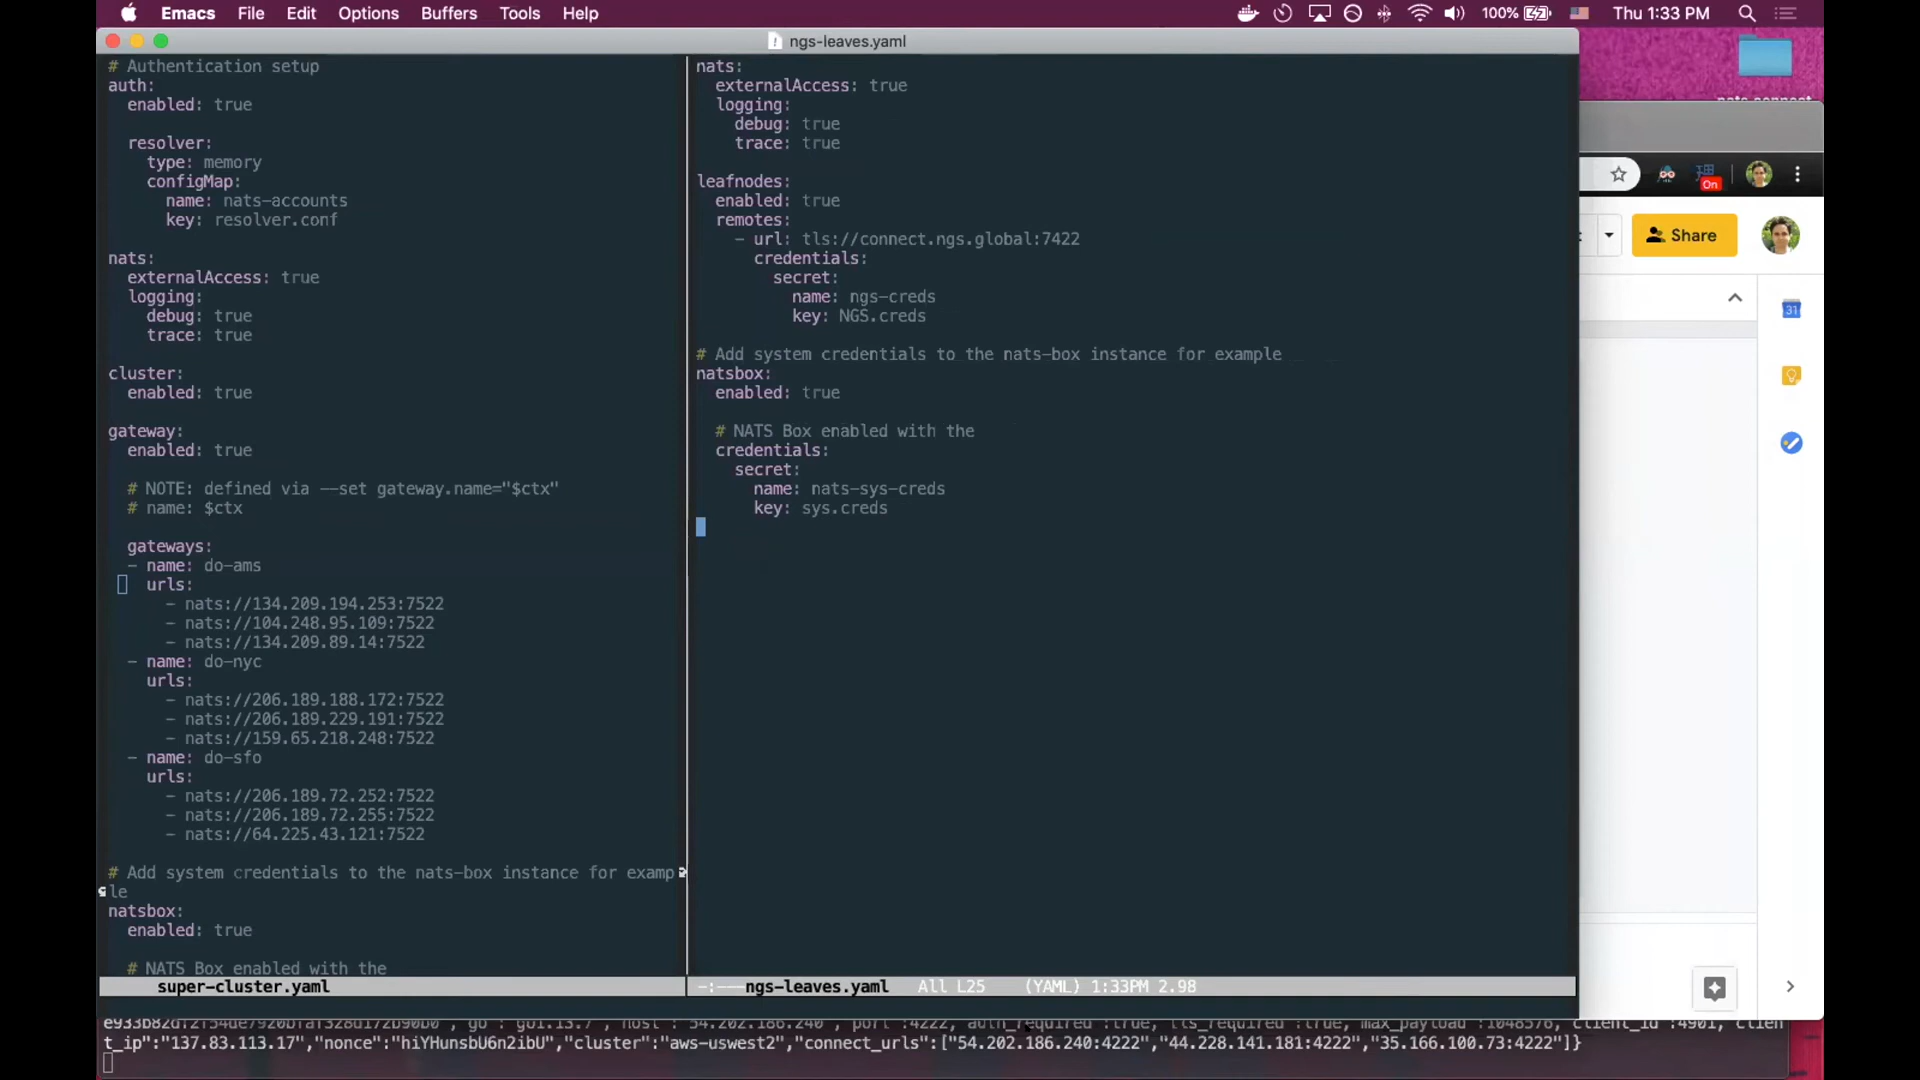 Emacs File Edit Options Buffers Tools Help
100% Thu 1:33 PM
ngs-leaves.yaml
# Authentication setup
auth:
enabled: true
resolver:
type: memory
configMap:
name: nats-accounts
key: resolver.conf
nats:
externalAccess: true
logging:
debug: true
trace: true
cluster:
enabled: true
gateway:
enabled: true
# NOTE: defined via --set gateway.name="$ctx"
# name: $ctx
gateways:
- name: do-ams
urls:
- nats://134.209.194.253:7522
- nats://104.248.95.109:7522
- nats://134.209.89.14:7522
- name: do-nyc
urls:
- nats://206.189.188.172:7522
- nats://206.189.229.191:7522
- nats://159.65.218.248:7522
- name: do-sfo
urls:
- nats://206.189.72.252:7522
- nats://206.189.72.255:7522
- nats://64.225.43.121:7522
# Add system credentials to the nats-box instance for examp
le
natsbox:
enabled: true
# NATS Box enabled with the
super-cluster.yaml
nats:
externalAccess: true
logging:
debug: true
trace: true
leafnodes:
enabled: true
remotes:
- url: tls://connect.ngs.global:7422
credentials:
secret:
name: ngs-creds
key: NGS.creds
# Add system credentials to the nats-box instance for example
natsbox:
enabled: true
# NATS Box enabled with the
credentials:
secret:
name: nats-sys-creds
key: sys.creds
-:--- ngs-leaves.yaml All L25 (YAML) 1:33PM 2.98
On
Share
31
auth_required":true, tls_required":true, max_payload":1048576, client_id":4901, clien
t_ip":"137.83.113.17","nonce":"hiYHunsbU6n2ibU","cluster":"aws-uswest2","connect_urls":["54.202.186.240:4222","44.228.141.181:4222","35.166.100.73:4222"]}